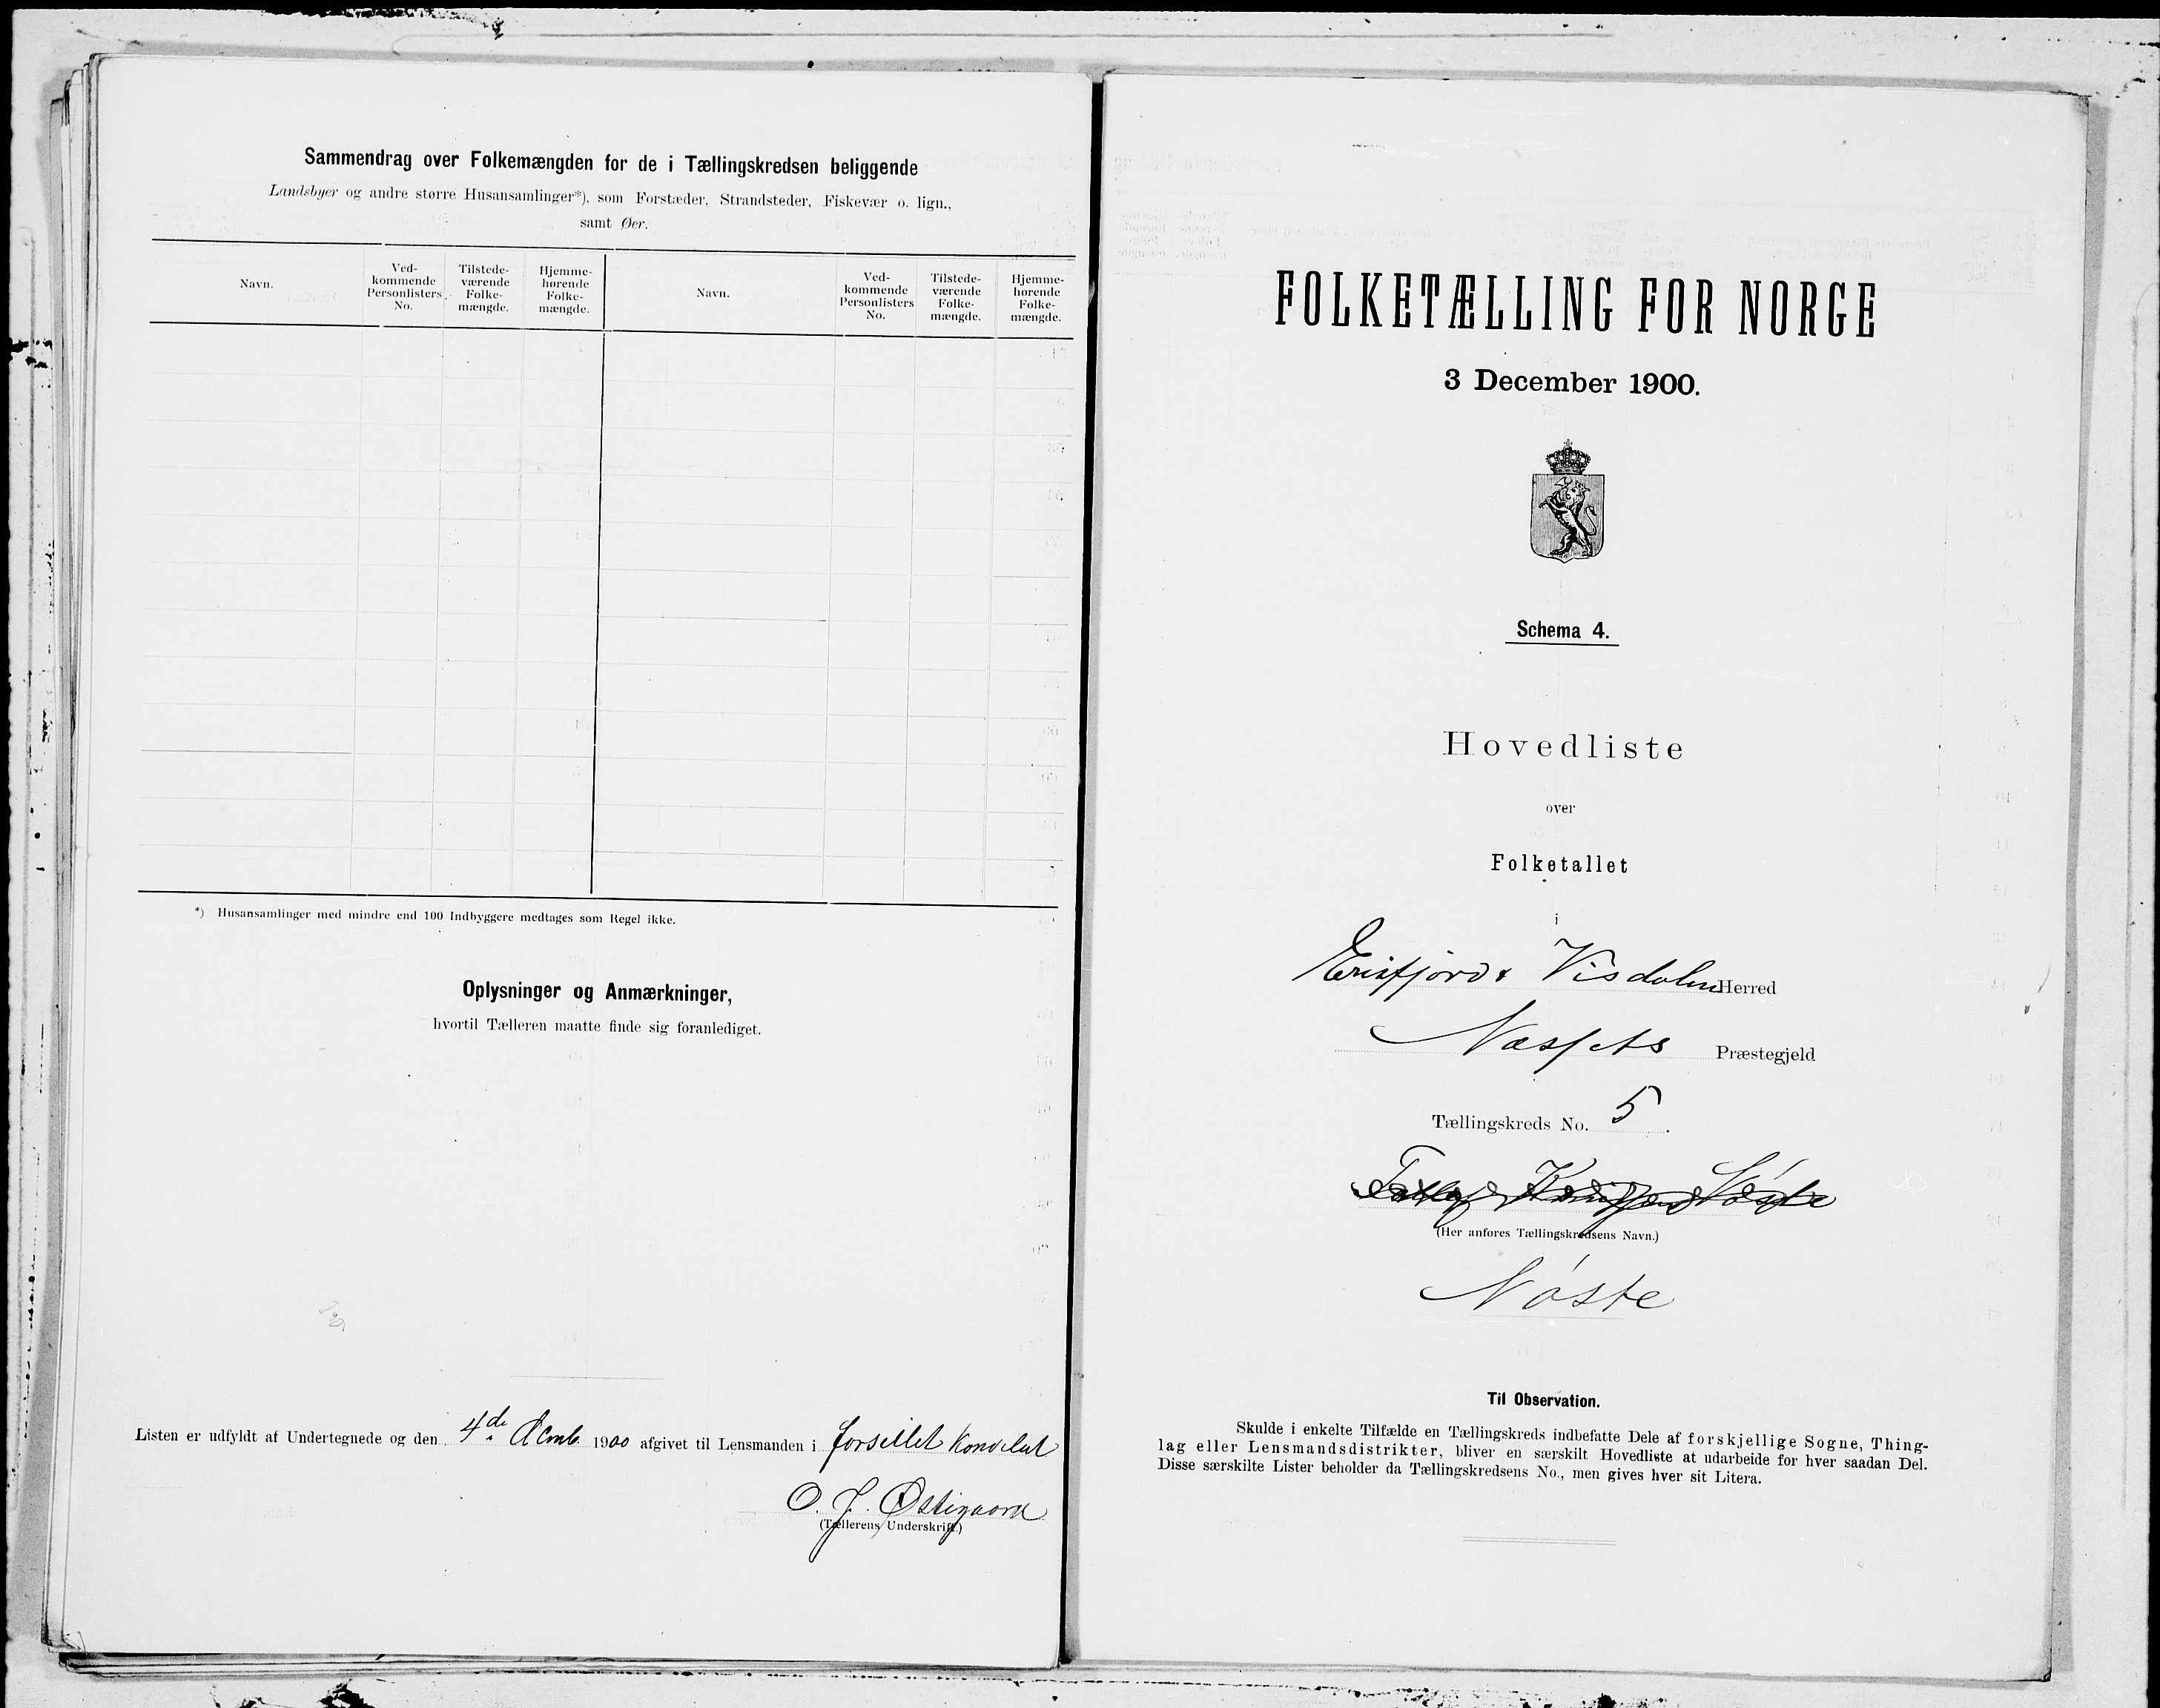 Sammendrag over Folkemængden for de i Tællingskredsen beliggende
Landsbyer og andre større Husansamlinger*), som Forstæder, Strandsteder, Fiskevær o. lign.,
samt Øer.
Navn.
Ved-
kommende
Personlisters
No.
Tilstede-
værende
Folke-
mængde.
Hjemme-
hørende
Folke-
mængde.
Navn.
Ved-
kommende
Personlisters
No.
Tilstede-
værende
Folke-
mængde.
Hjemme-
hørende
Folke-
mængde.
*) Husansamlinger med mindre end 100 Indbyggere medtages som Regel ikke.
Oplysninger og Anmærkninger,
hvortil Tælleren maatte finde sig foranlediget.
Listen er udfyldt af Undertegnede og den 4de 1900 afgivet til Lensmanden i
O. J. Østigaard
(Tællerens Underskrift.)
FOLKETÆLLING FOR NORGE
3 December 1900.
Schema 4.
Hovedliste
over
Folketallet
i
Erisfjord & Visdalen Herred
Næssets Præstegjeld
Tællingskreds No. 5.
(Her anføres Tællingskredsens Navn.)
Nøste
Til Observation.
Skulde i enkelte Tilfælde en Tællingskreds indbefatte Dele af forskjellige Sogne, Thing-
lag eller Lensmandsdistrikter, bliver en særskilt Hovedliste at udarbeide for hver saadan Del.
Disse særskilte Lister beholder da Tællingskredsens No., men gives hver sit Litera.